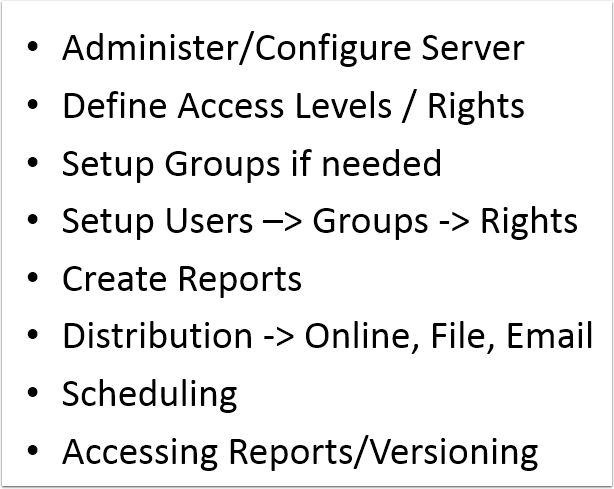 • Administer/Configure Server
• Define Access Levels / Rights
• Setup Groups if needed
• Setup Users –> Groups -> Rights
• Create Reports
• Distribution -> Online, File, Email
• Scheduling
• Accessing Reports/Versioning